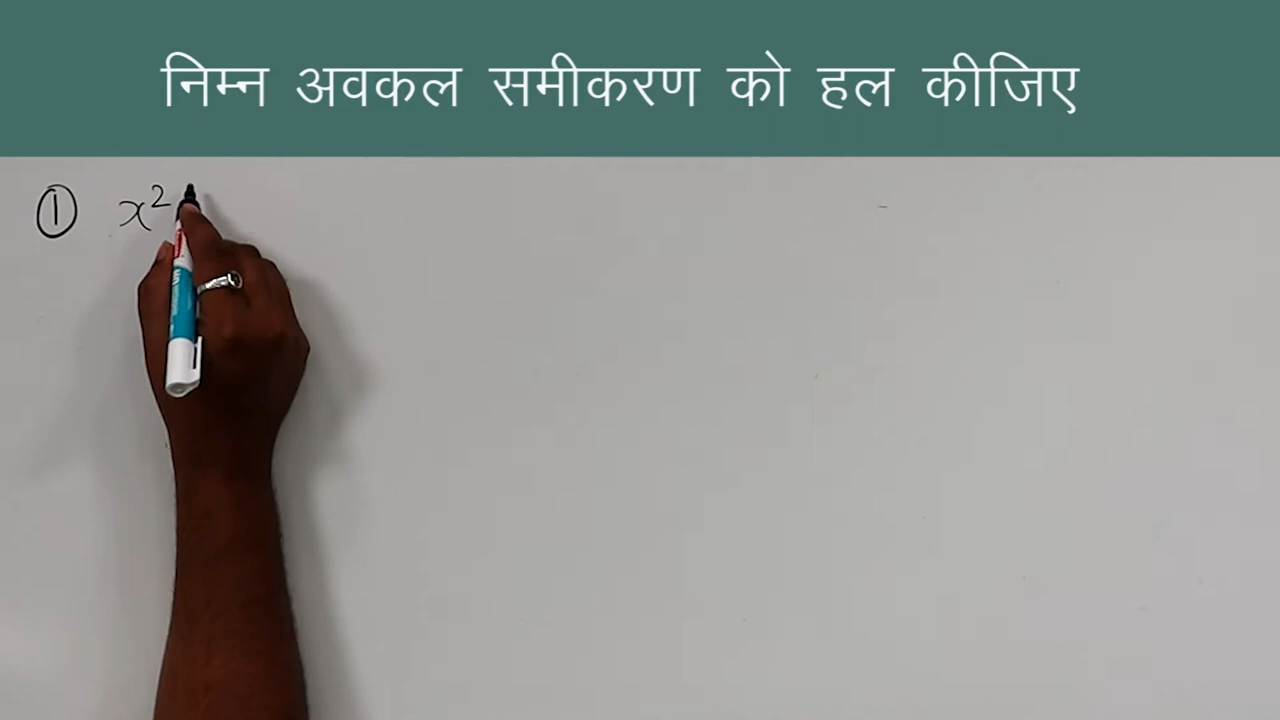 निम्न अवकल समीकरण को हल कीजिए
① x²